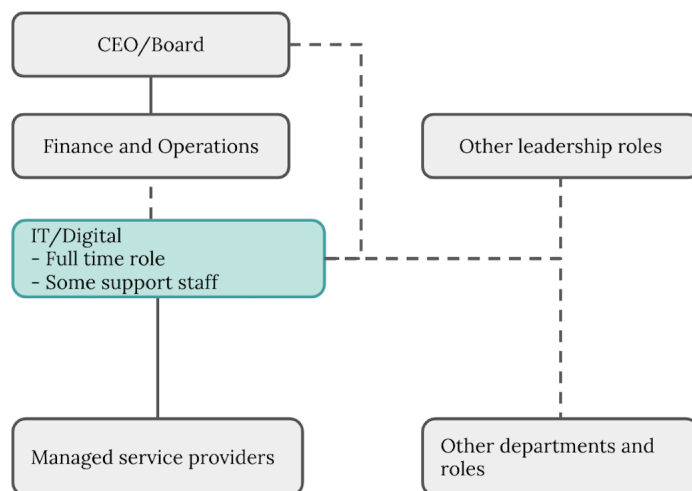 CEO/Board
Finance and Operations
Other leadership roles
IT/Digital
- Full time role
- Some support staff
Managed service providers
Other departments and
roles